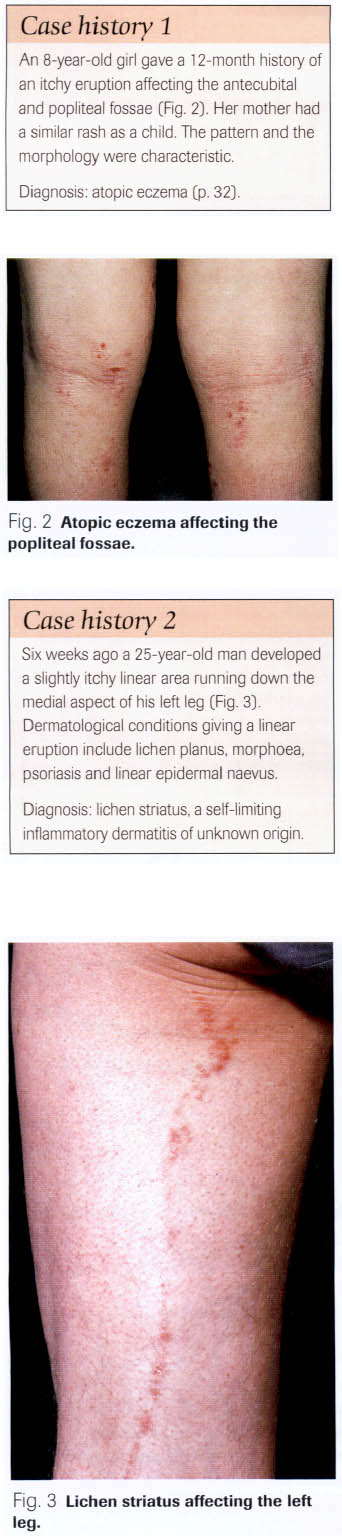 Case history 1
An 8-year-old girl gave a 12-month history of
an itchy eruption affecting the antecubital
and popliteal fossae (Fig. 2). Her mother had
a similar rash as a child. The pattern and the
morphology were characteristic.
Diagnosis: atopic eczema (p. 32).
Fig. 2 Atopic eczema affecting the
popliteal fossae.
Case history 2
Six weeks ago a 25-year-old man developed
a slightly itchy linear area running down the
medial aspect of his left leg (Fig. 3).
Dermatological conditions giving a linear
eruption include lichen planus, morphoea,
psoriasis and linear epidermal naevus.
Diagnosis: lichen striatus, a self-limiting
inflammatory dermatitis of unknown origin.
Fig. 3 Lichen striatus affecting the left
leg.